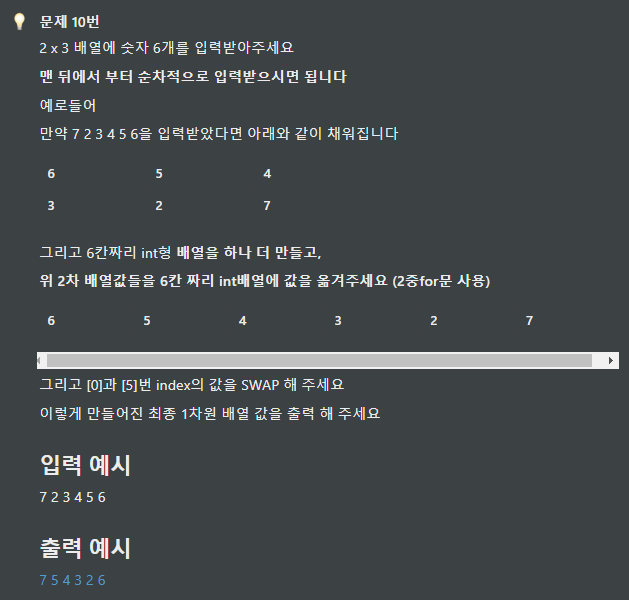 문제 10번
2 x 3 배열에 숫자 6개를 입력받아주세요
맨 뒤에서 부터 순차적으로 입력받으시면 됩니다
예로들어
만약 7 2 3 4 5 6을 입력받았다면 아래와 같이 채워집니다
6 5 4
3 2 7
그리고 6칸짜리 int형 배열을 하나 더 만들고,
위 2차 배열값들을 6칸 짜리 int배열에 값을 옮겨주세요 (2중for문 사용)
6 5 4 3 2 7
그리고 [0]과 [5]번 index의 값을 SWAP 해 주세요
이렇게 만들어진 최종 1차원 배열 값을 출력 해 주세요
입력 예시
7 2 3 4 5 6
출력 예시
7 5 4 3 2 6